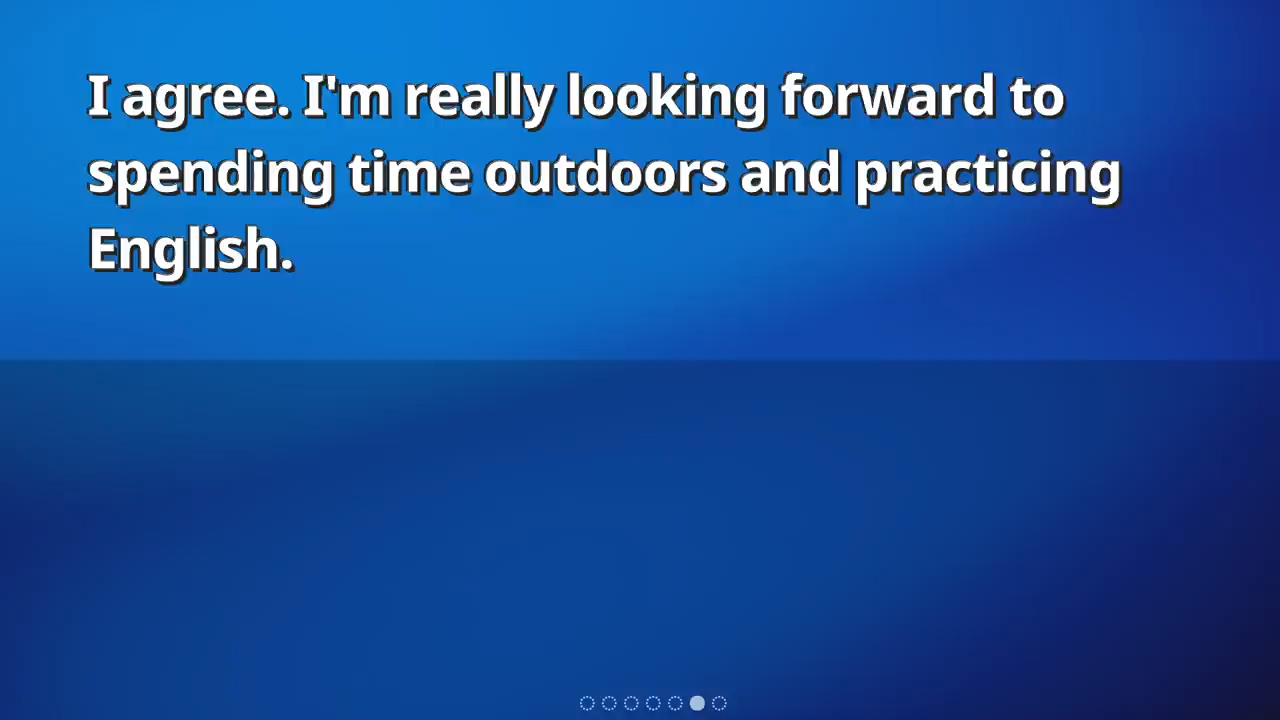 I agree. I'm really looking forward to
spending time outdoors and practicing
English.